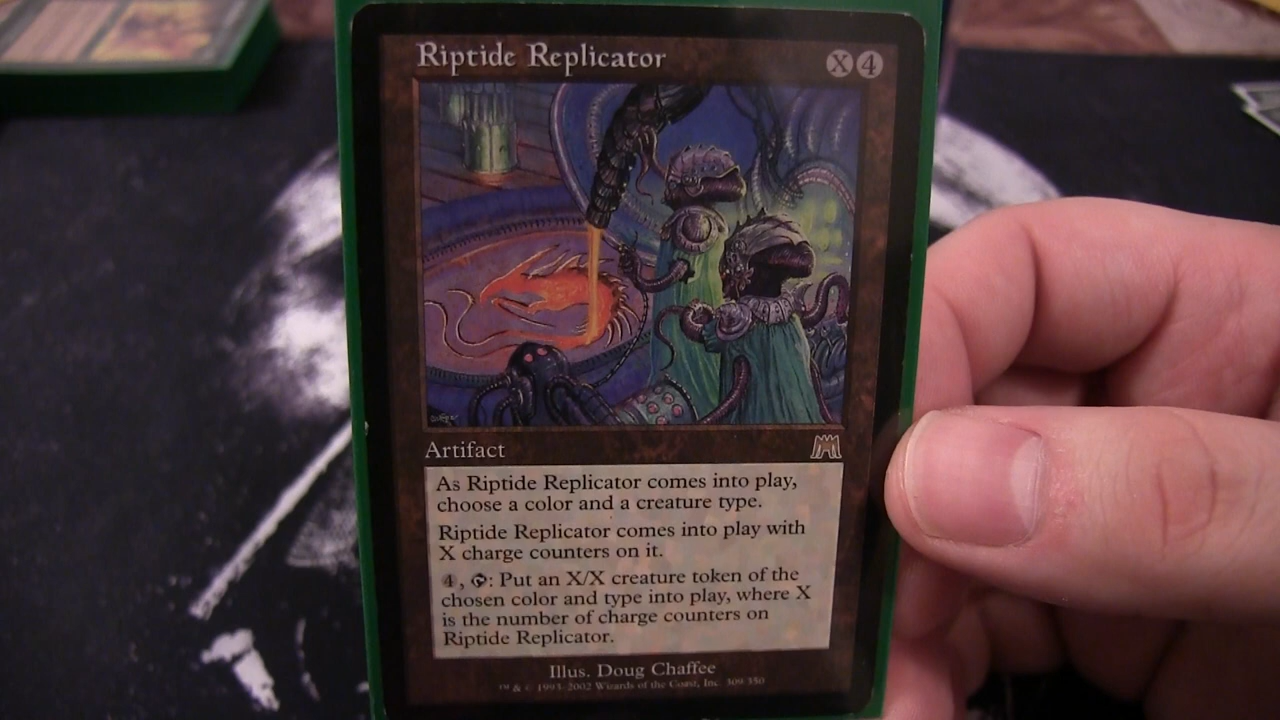 Riptide Replicator X4
Artifact
As Riptide Replicator comes into play,
choose a color and a creature type.
Riptide Replicator comes into play with
X charge counters on it.
4, : Put an X/X creature token of the
chosen color and type into play, where X
is the number of charge counters on
Riptide Replicator.
Illus. Doug Chaffee
™ & © 1993-2002 Wizards of the Coast, Inc. 309/350